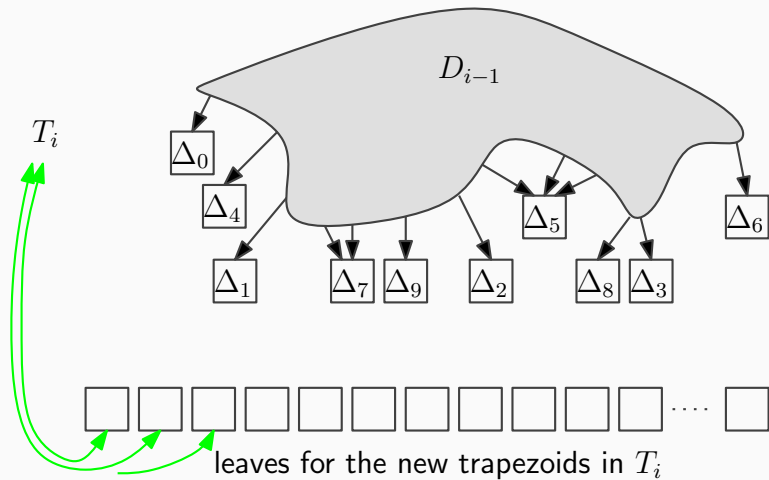 D_{i−1}
T_i
Δ_0
Δ_4
Δ_5
Δ_6
Δ_1
Δ_7
Δ_9
Δ_2
Δ_8
Δ_3
....
leaves for the new trapezoids in T_i